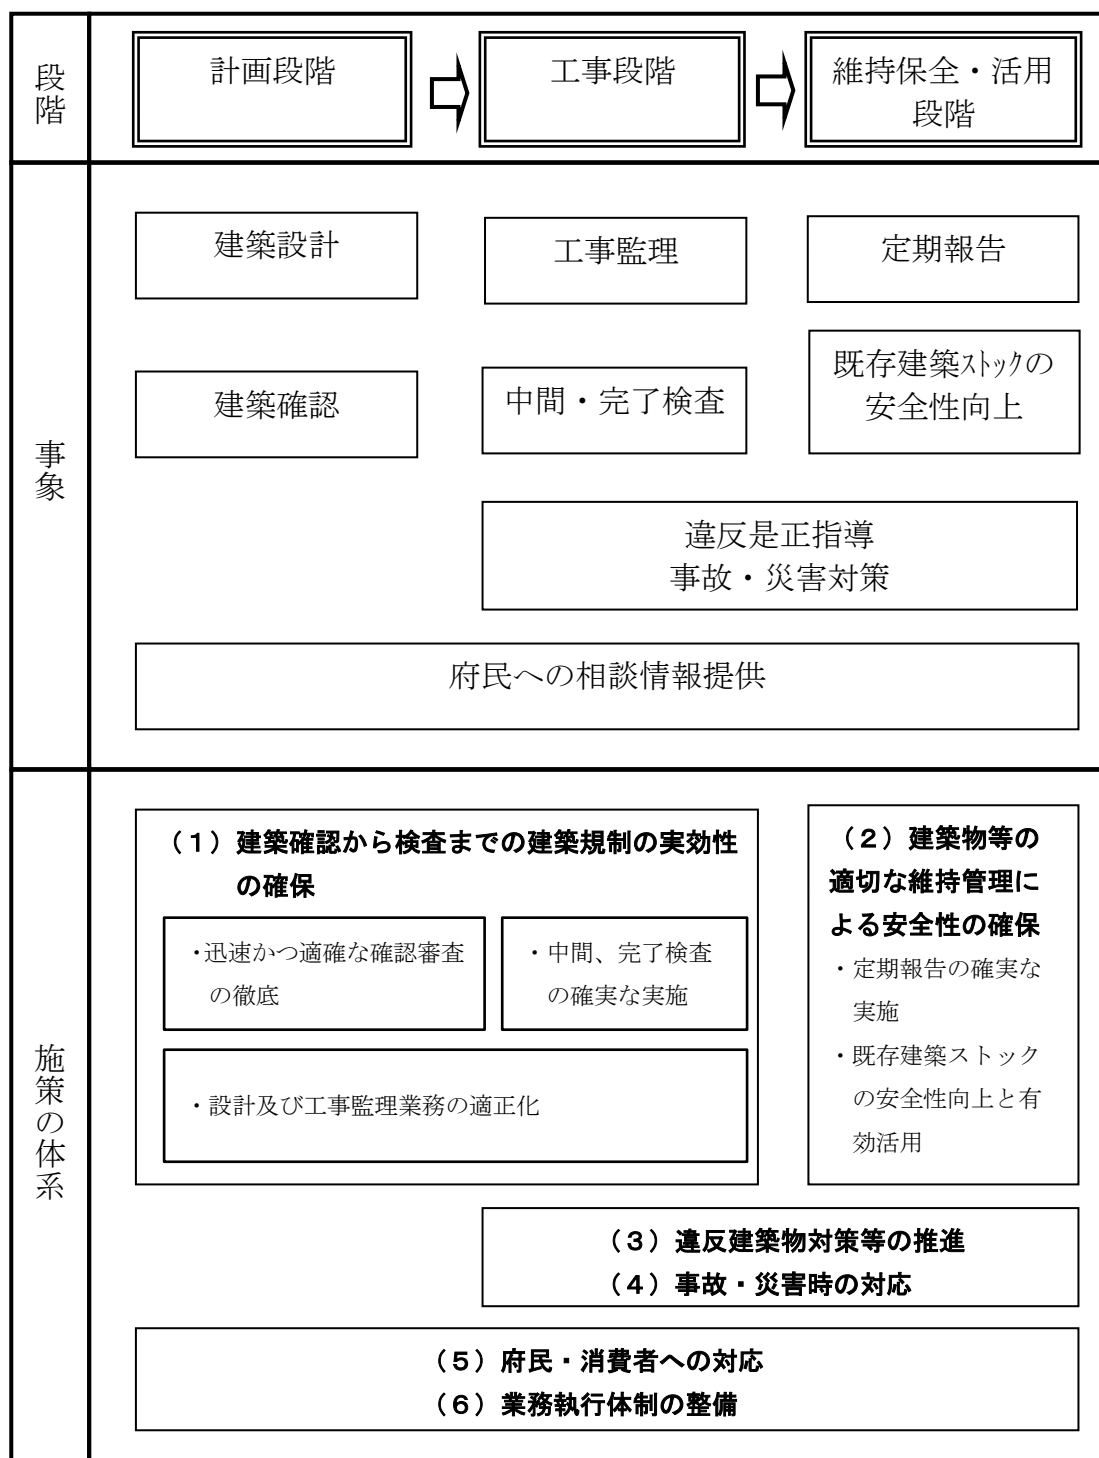 段
階
計画段階
工事段階
維持保全・活用
段階
事
象
建築設計
工事監理
定期報告
建築確認
中間・完了検査
既存建築ｽﾄｯｸの
安全性向上
違反是正指導
事故・災害対策
府民への相談情報提供
施
策
の
体
系
（１）建築確認から検査までの建築規制の実効性
の確保
・迅速かつ適確な確認審査
の徹底
・中間、完了検査
の確実な実施
・設計及び工事監理業務の適正化
（２）建築物等の
適切な維持管理に
よる安全性の確保
・定期報告の確実な
実施
・既存建築ストック
の安全性向上と有
効活用
（３）違反建築物対策等の推進
（４）事故・災害時の対応
（５）府民・消費者への対応
（６）業務執行体制の整備